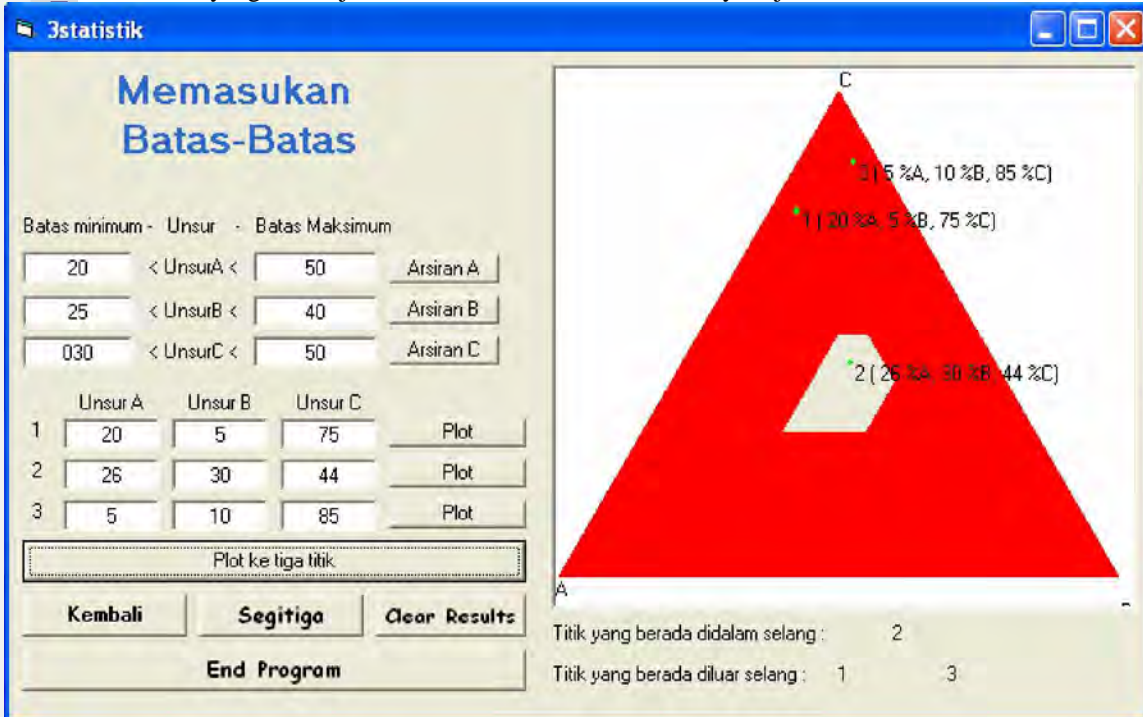 3statistik
Memasukan
Batas-Batas
Batas minimum - Unsur - Batas Maksimum
20 < UnsurA < 50 Arsiran A
25 < UnsurB < 40 Arsiran B
030 < UnsurC < 50 Arsiran C
Unsur A Unsur B Unsur C
1 20 5 75 Plot
2 26 30 44 Plot
3 5 10 85 Plot
Plot ke tiga titik
Kembali Segitiga Clear Results
End Program
C
3 ( 5 %A, 10 %B, 85 %C)
1 ( 20 %A, 5 %B, 75 %C)
2 ( 26 %A, 30 %B, 44 %C)
A
Titik yang berada didalam selang : 2
Titik yang berada diluar selang : 1 3